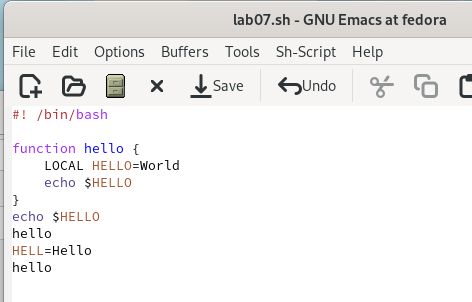 lab07.sh - GNU Emacs at fedora
File Edit Options Buffers Tools Sh-Script Help
Save Undo
#! /bin/bash
function hello {
    LOCAL HELLO=World
    echo $HELLO
}
echo $HELLO
hello
HELL=Hello
hello